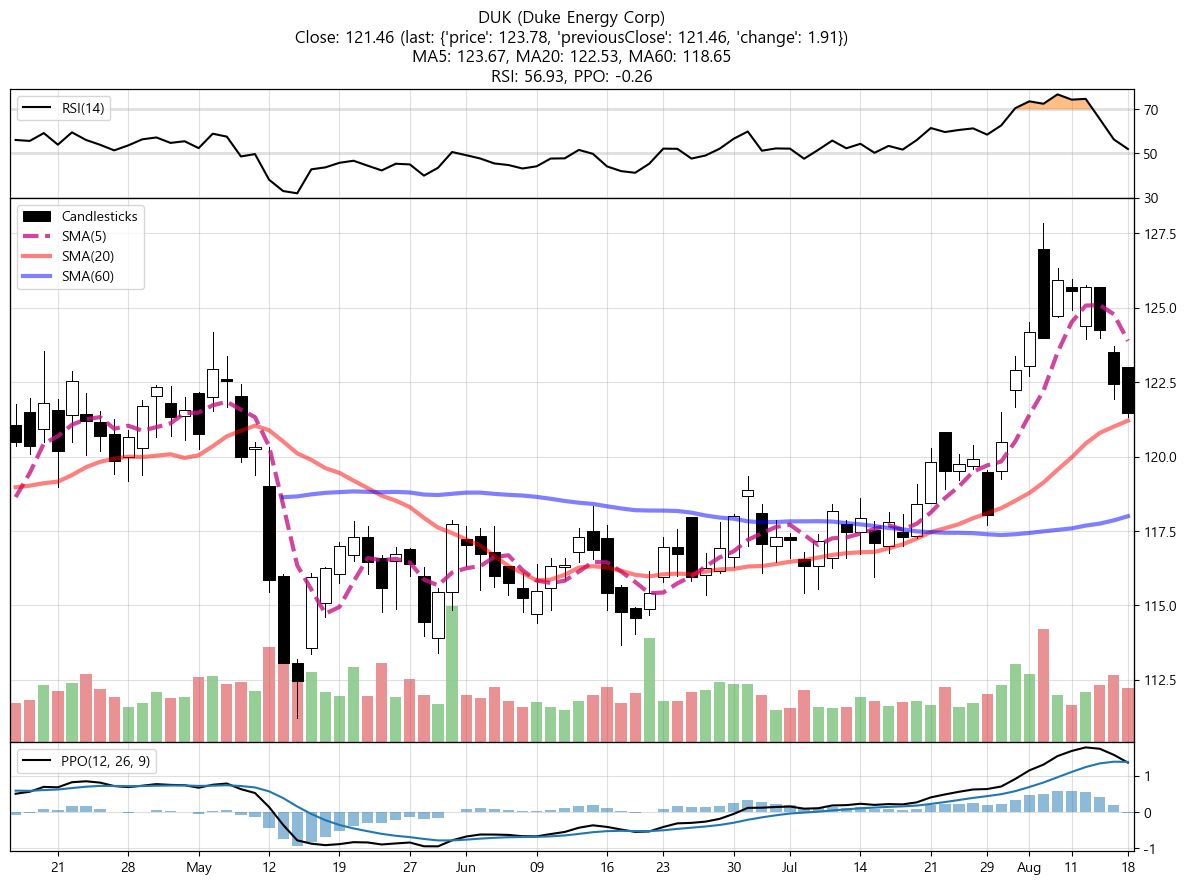 DUK (Duke Energy Corp)
Close: 121.46 (last: {'price': 123.78, 'previousClose': 121.46, 'change': 1.91})
MA5: 123.67, MA20: 122.53, MA60: 118.65
RSI: 56.93, PPO: -0.26
RSI(14)
70
50
30
Candlesticks
SMA(5)
SMA(20)
SMA(60)
127.5
125.0
122.5
120.0
117.5
115.0
112.5
PPO(12, 26, 9)
1
0
-1
21 28 May 12 19 27 Jun 09 16 23 30 Jul 14 21 29 Aug 11 18